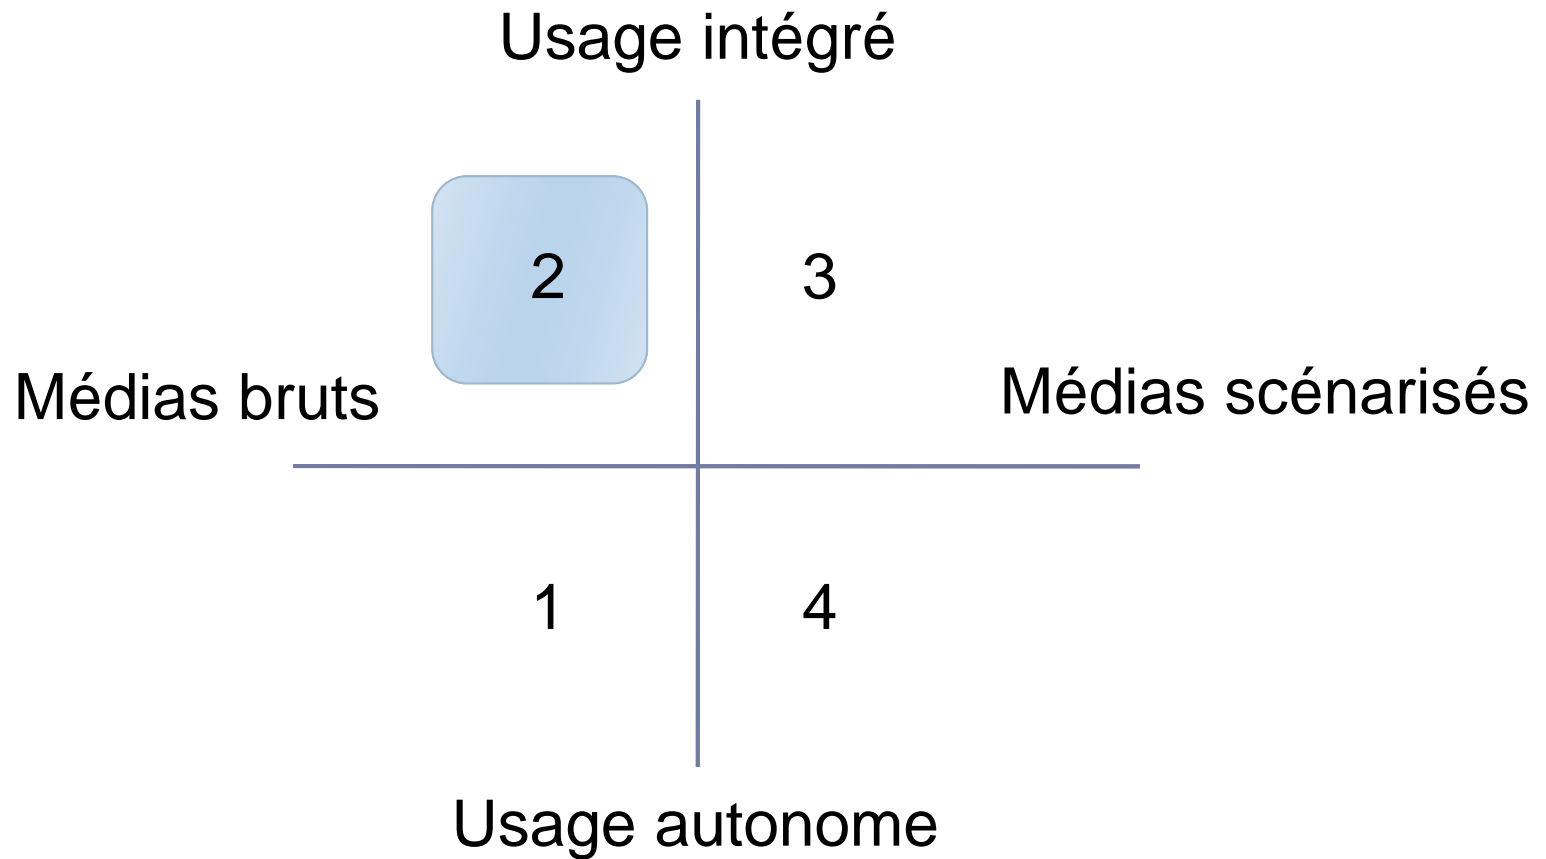 Usage intégré
2
3
Médias bruts
Médias scénarisés
1
4
Usage autonome